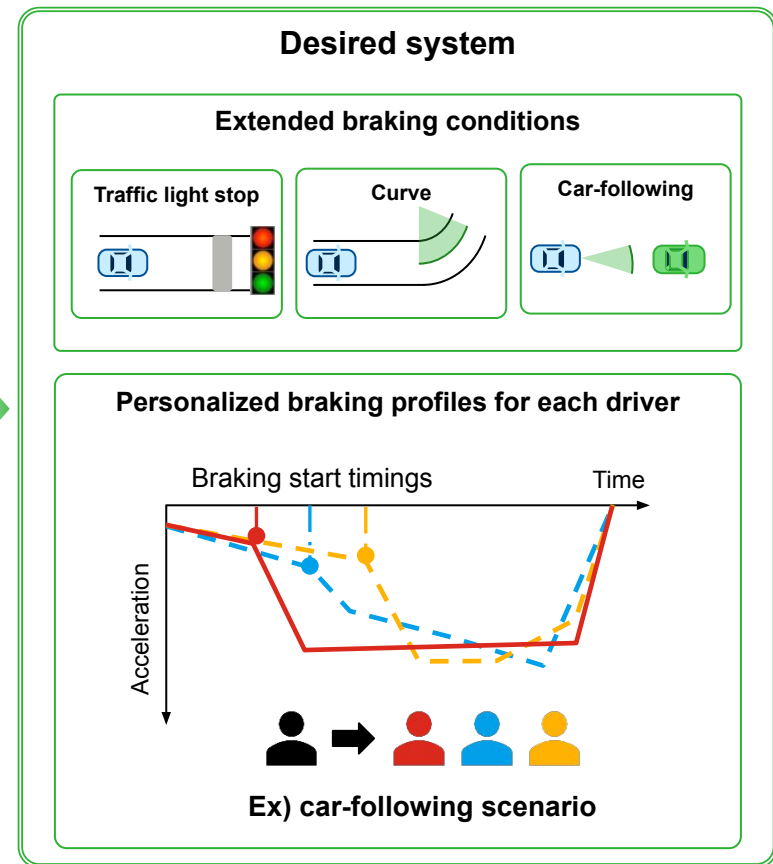 Desired system
Extended braking conditions
Traffic light stop
Curve
Car-following
Personalized braking profiles for each driver
Braking start timings
Time
Acceleration
Ex) car-following scenario